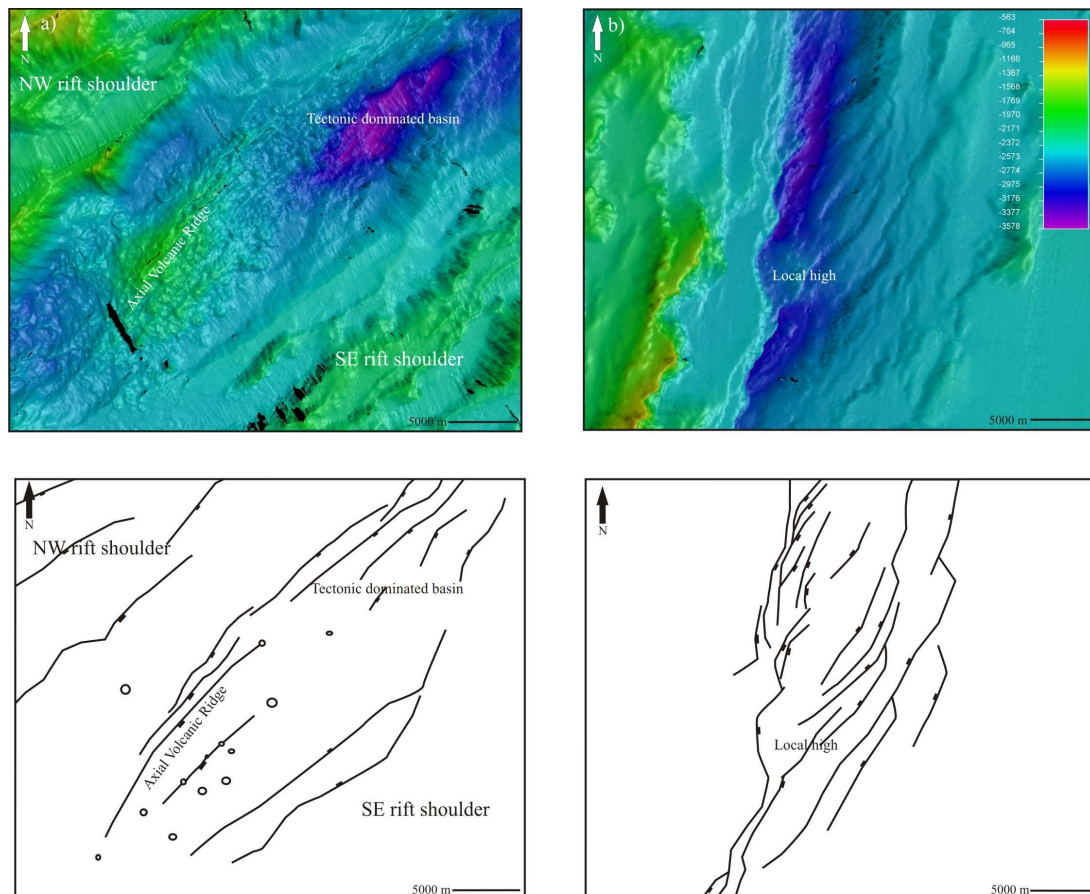 a)
N
NW rift shoulder
Tectonic dominated basin
Axial Volcanic Ridge
SE rift shoulder
5000 m
b)
N
Local high
5000 m
-563
-764
-965
-1166
-1367
-1568
-1769
-1970
-2171
-2372
-2573
-2774
-2975
-3176
-3377
-3578
N
NW rift shoulder
Tectonic dominated basin
Axial Volcanic Ridge
SE rift shoulder
5000 m
N
Local high
5000 m